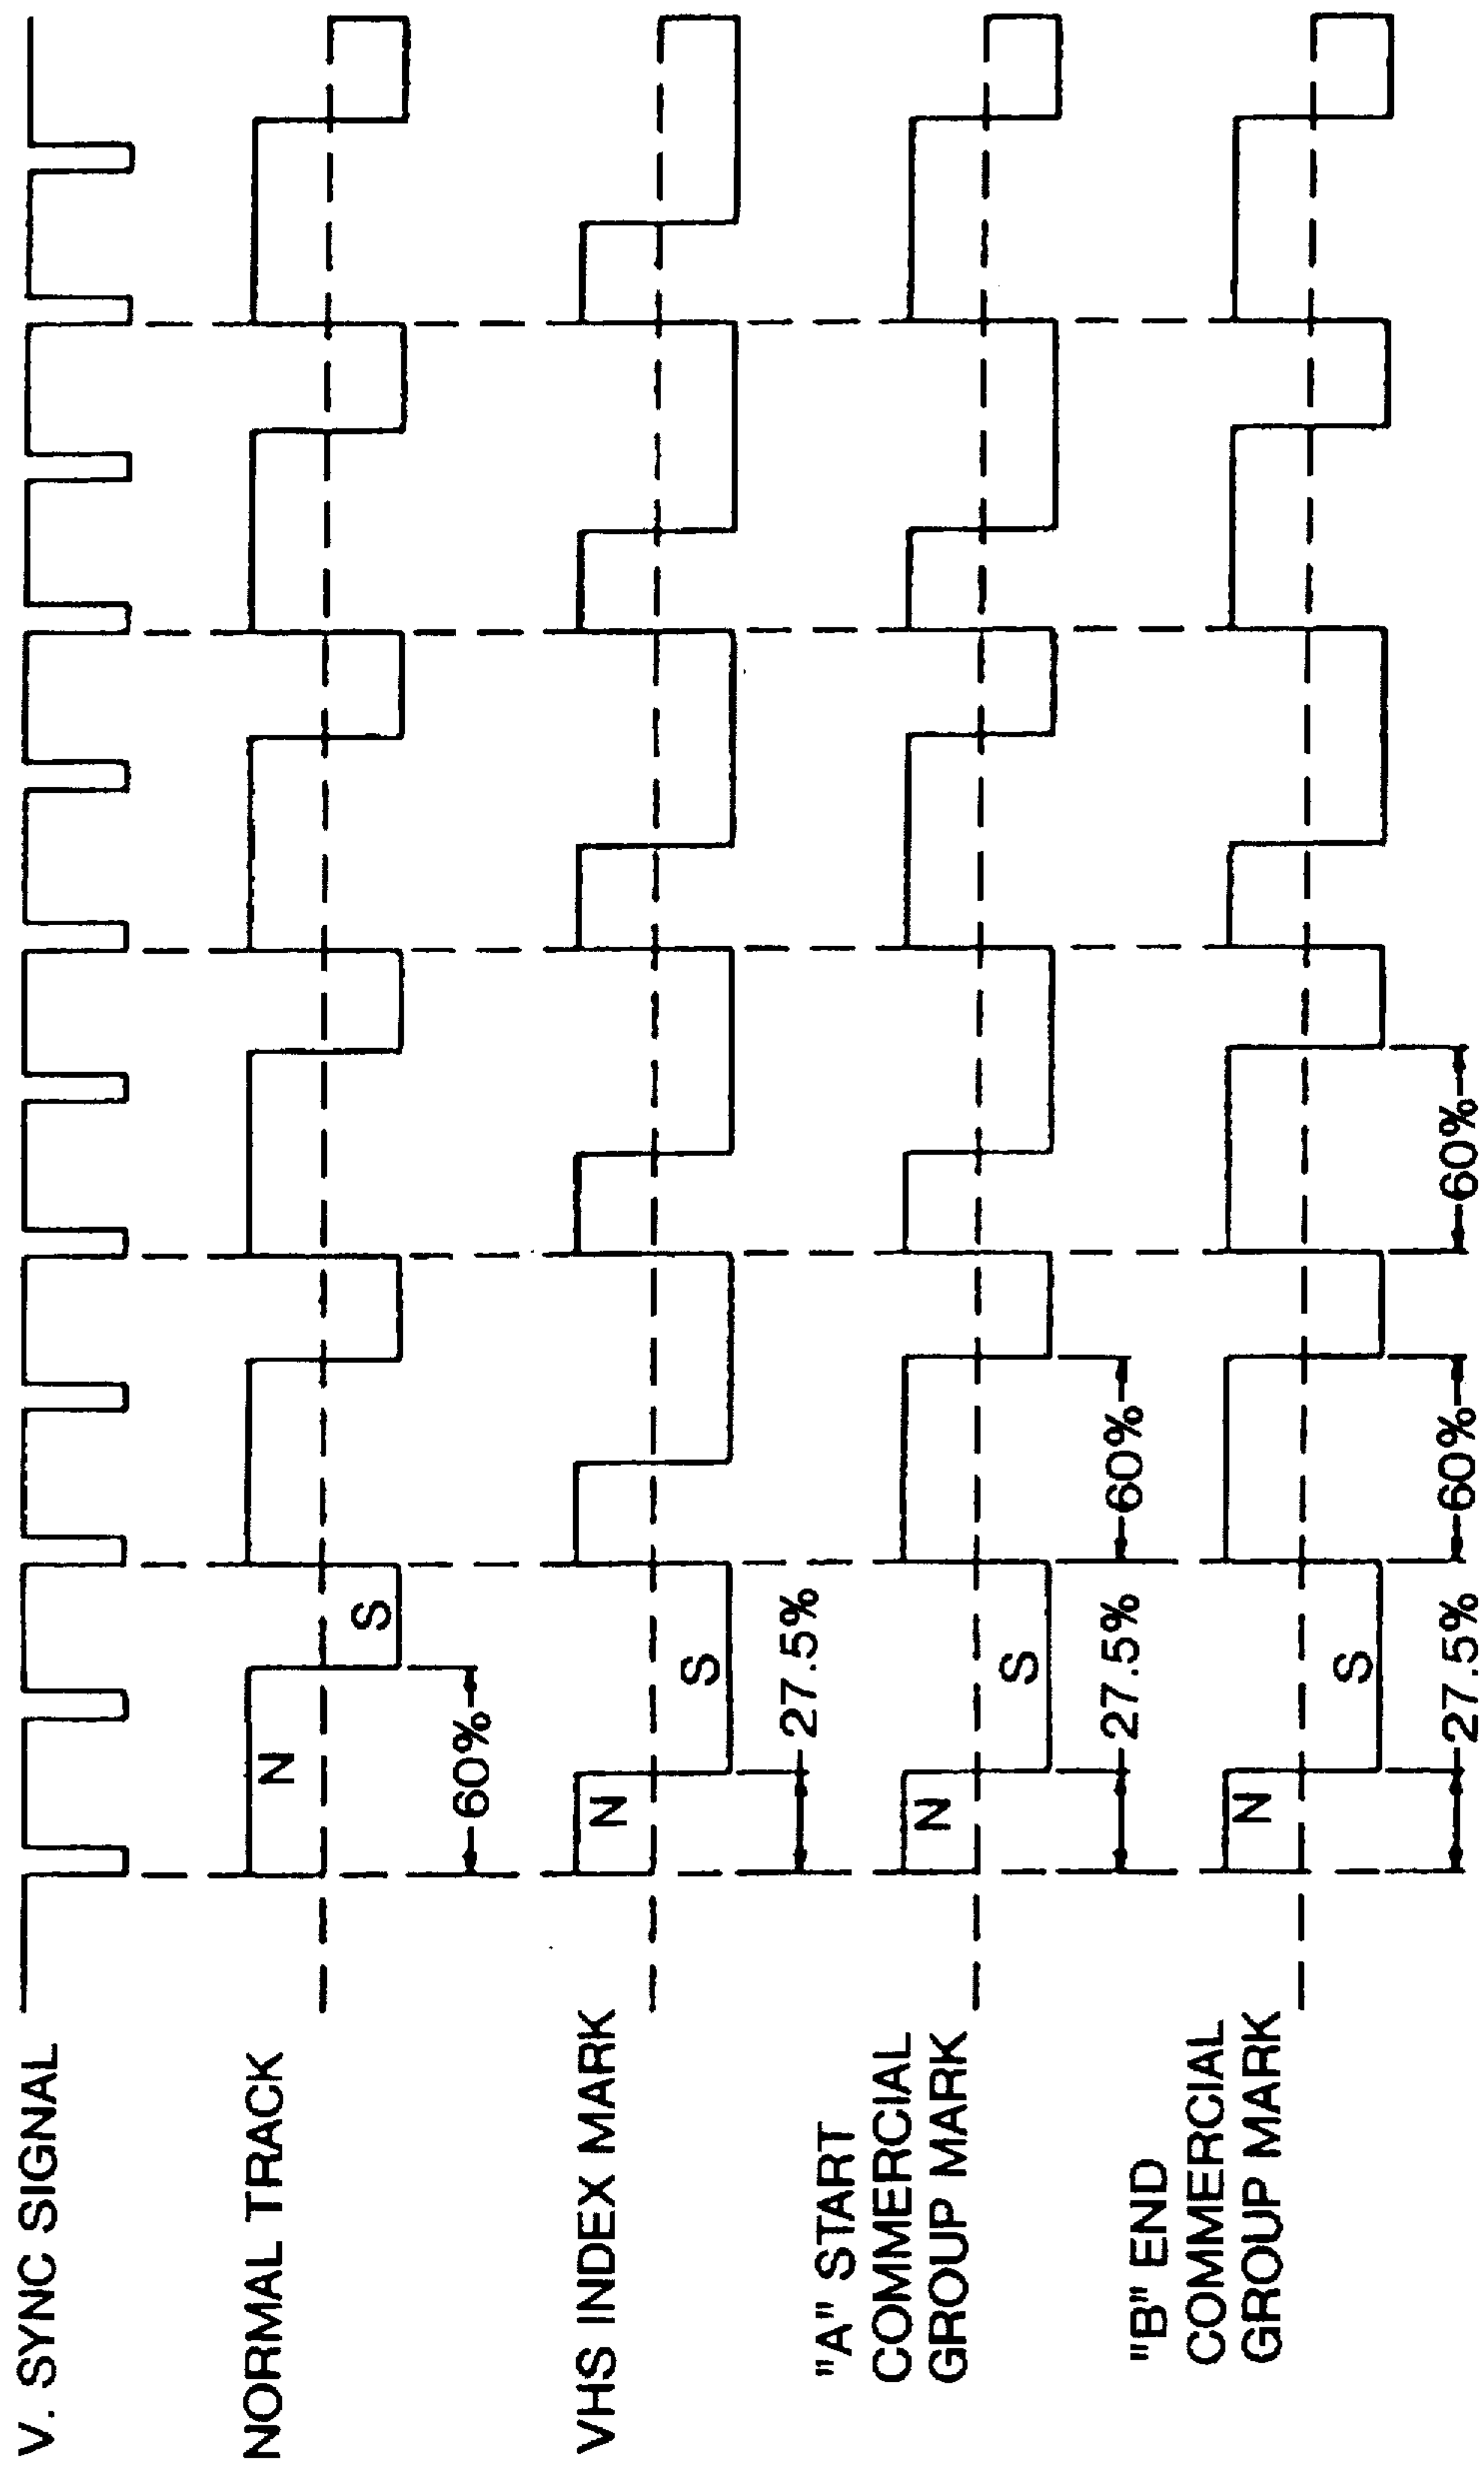 V. SYNC SIGNAL
NORMAL TRACK
N
S
60%
VHS INDEX MARK
N
S
27.5%
"A" START
COMMERCIAL
GROUP MARK
N
S
27.5%
60%
"B" END
COMMERCIAL
GROUP MARK
N
S
27.5%
60%
60%